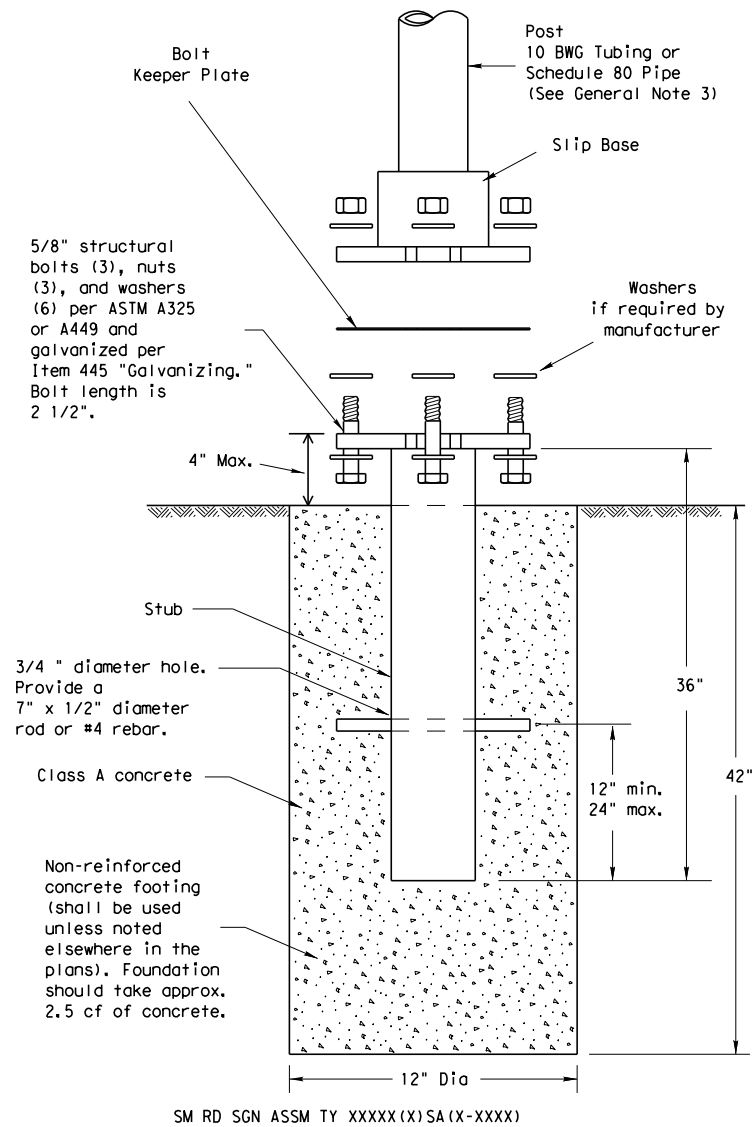 Bolt
Keeper Plate
Post
10 BWG Tubing or
Schedule 80 Pipe
(See General Note 3)
Slip Base
5/8" structural
bolts (3), nuts
(3), and washers
(6) per ASTM A325
or A449 and
galvanized per
Item 445 "Galvanizing."
Bolt length is
2 1/2".
Washers
if required by
manufacturer
4" Max.
Stub
3/4 " diameter hole.
Provide a
7" x 1/2" diameter
rod or #4 rebar.
36"
Class A concrete
12" min.
24" max.
42"
Non-reinforced
concrete footing
(shall be used
unless noted
elsewhere in the
plans). Foundation
should take approx.
2.5 cf of concrete.
12" Dia
SM RD SGN ASSM TY XXXXX(X)SA(X-XXXX)